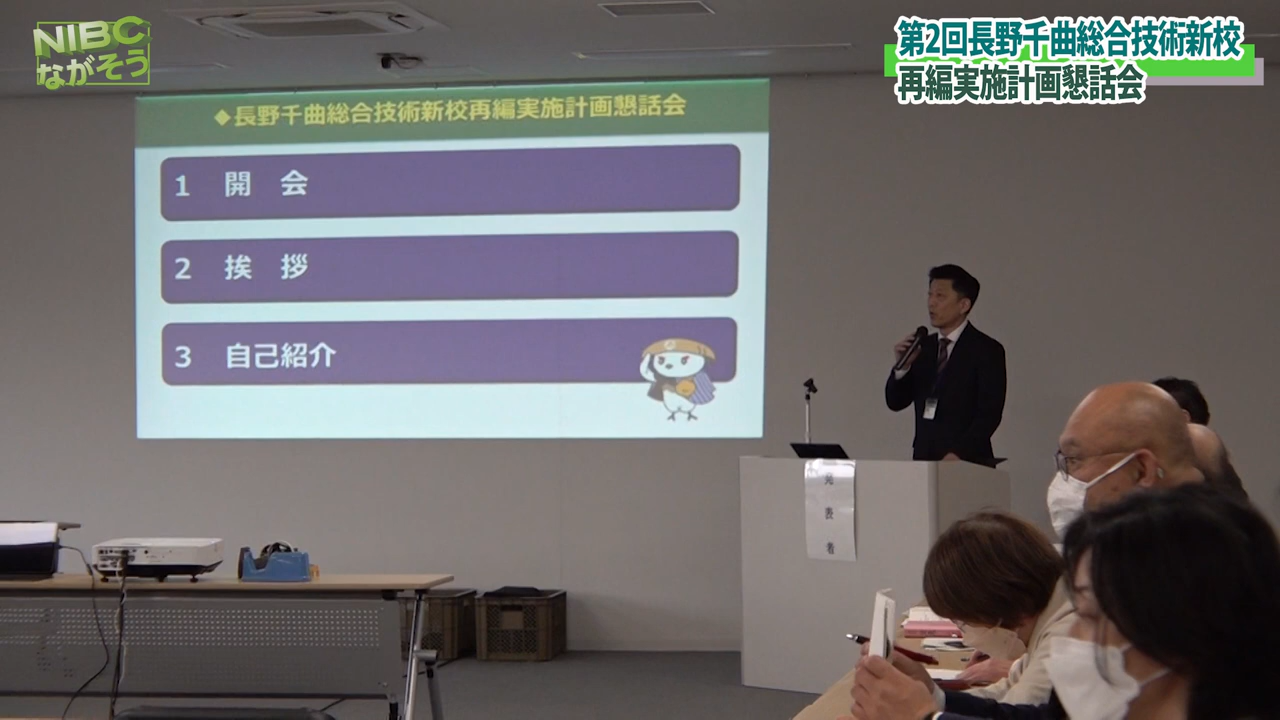 NIBC
ながそう
第2回長野千曲総合技術新校
再編実施計画懇話会
◆長野千曲総合技術新校再編実施計画懇話会
1 開 会
2 挨 拶
3 自己紹介
発表者